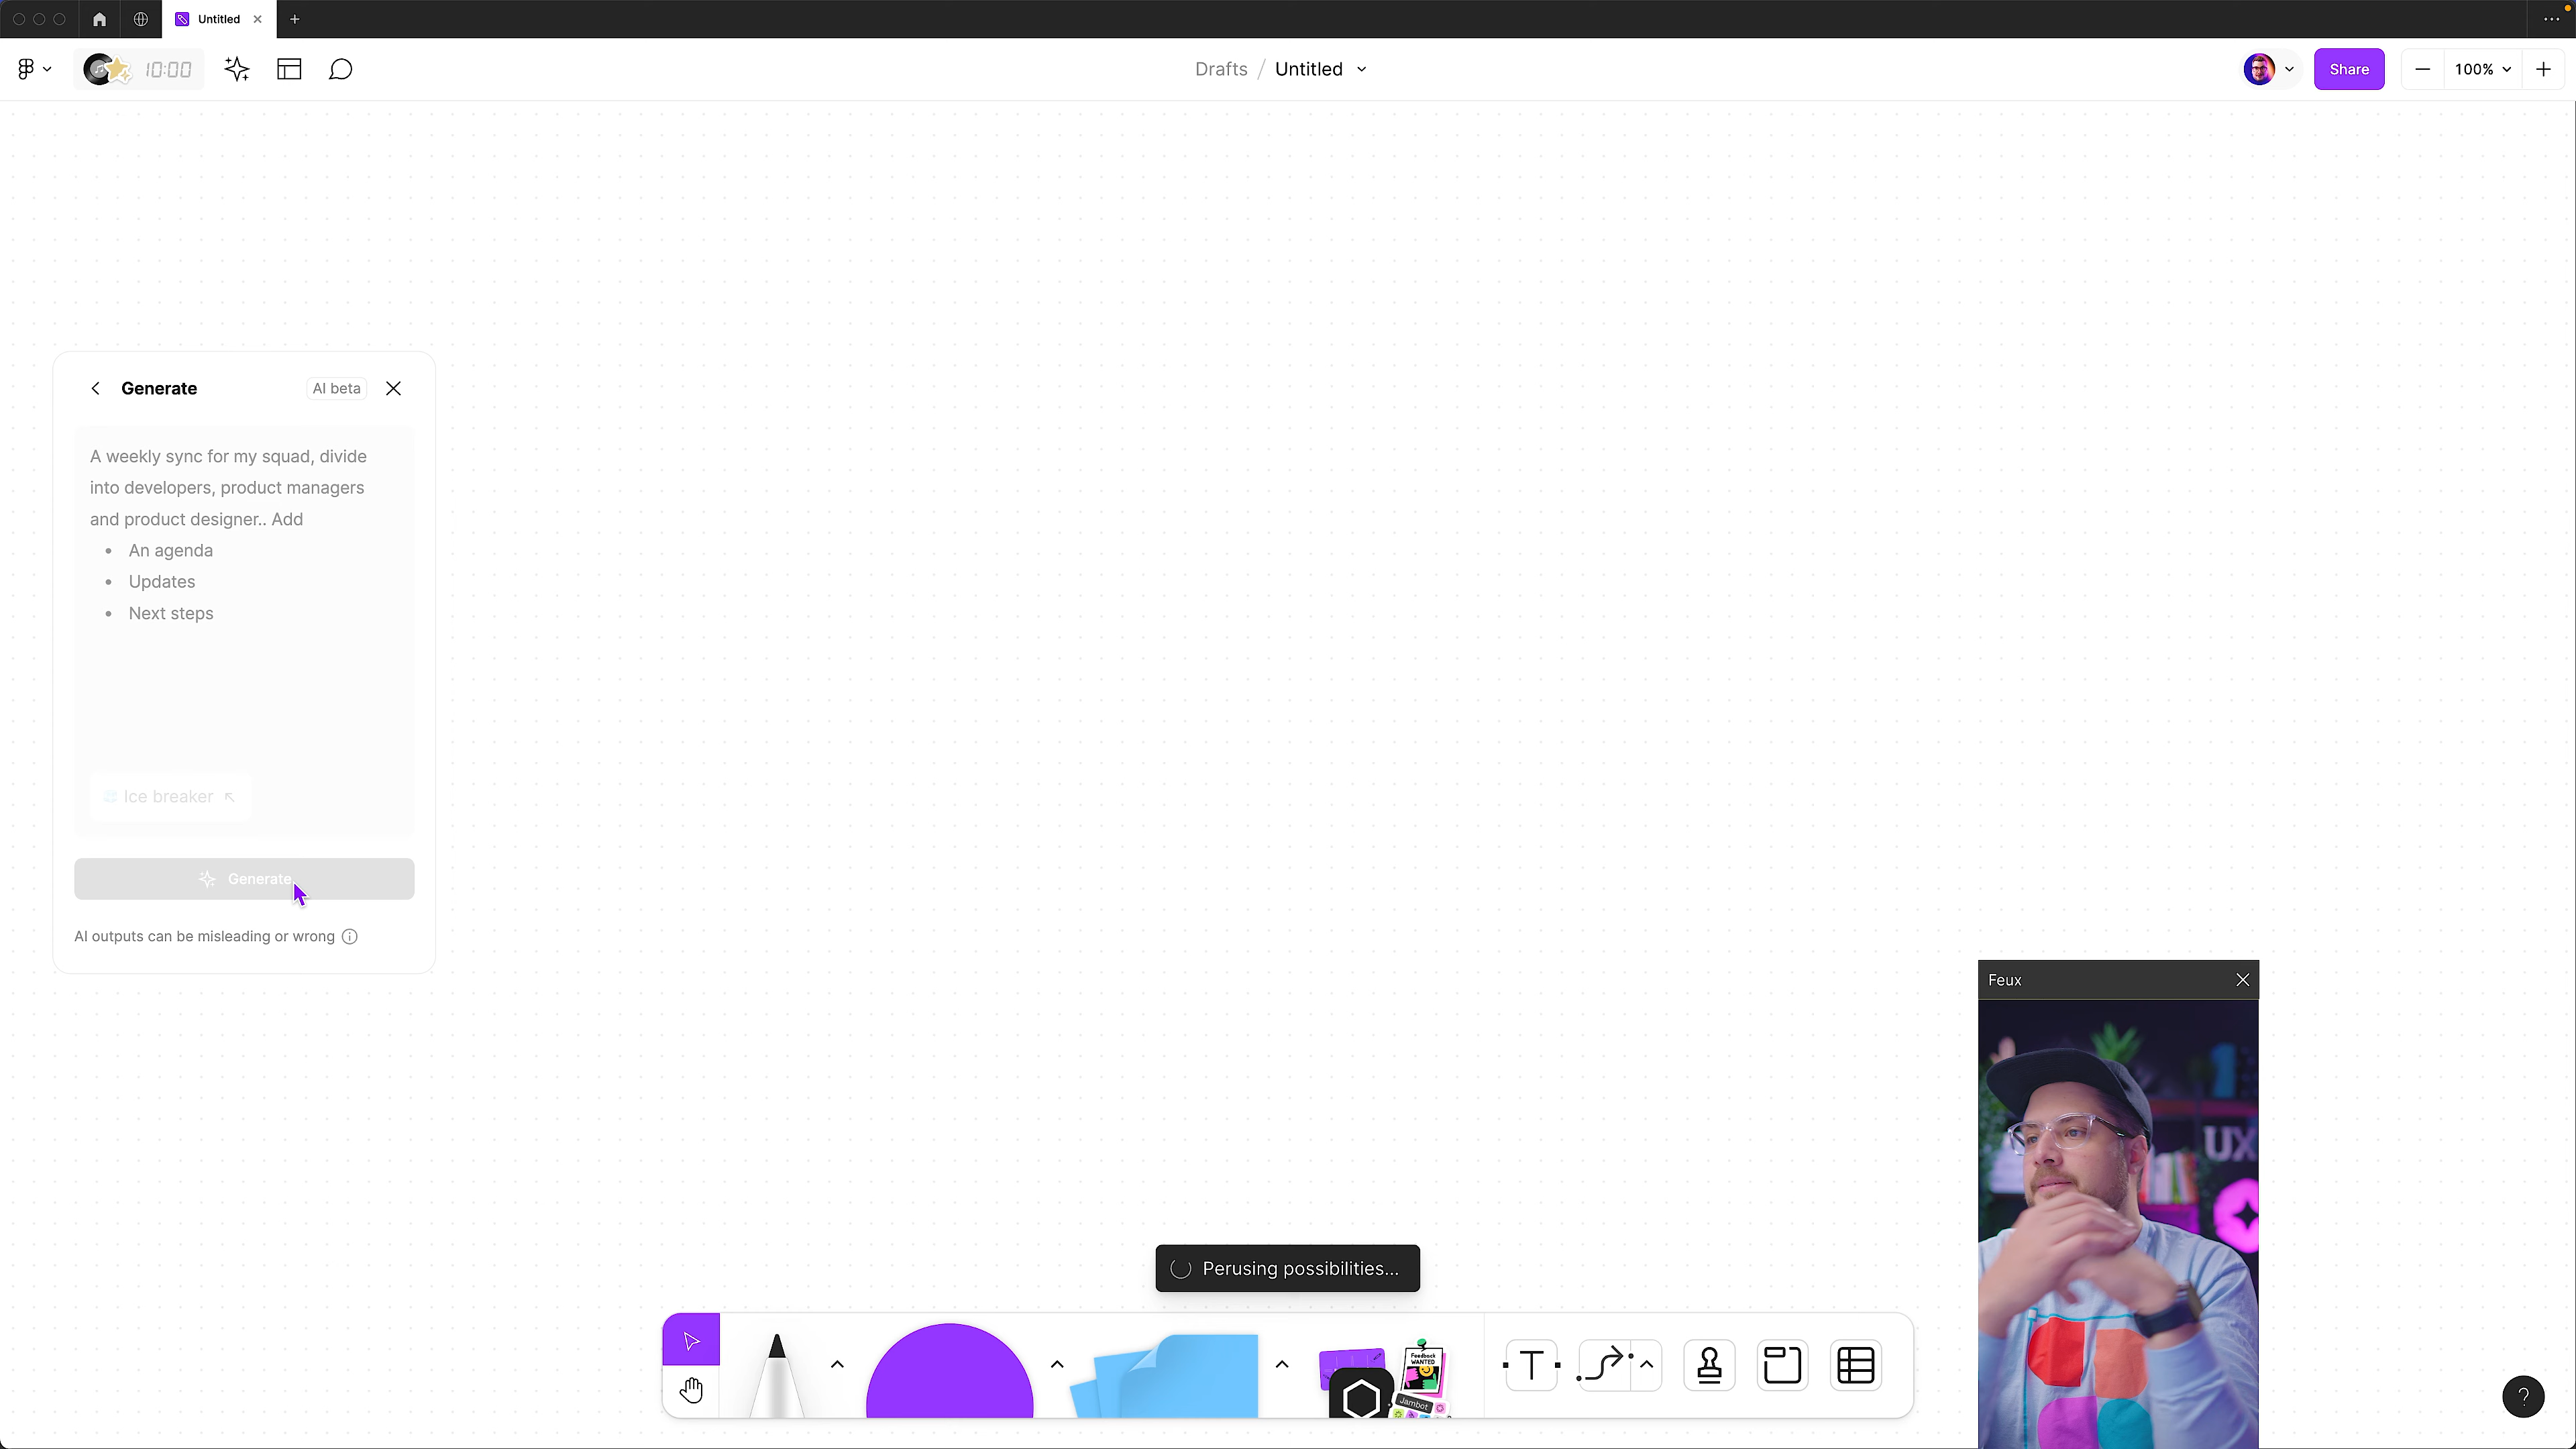 Untitled
10:00
Drafts / Untitled
Share
100%
Generate
AI beta
A weekly sync for my squad, divide
into developers, product managers
and product designer.. Add
• An agenda
• Updates
• Next steps
Ice breaker
Generate
AI outputs can be misleading or wrong
Feux
UX
Perusing possibilities...
Feedback
WANTED
Jambot
T
?